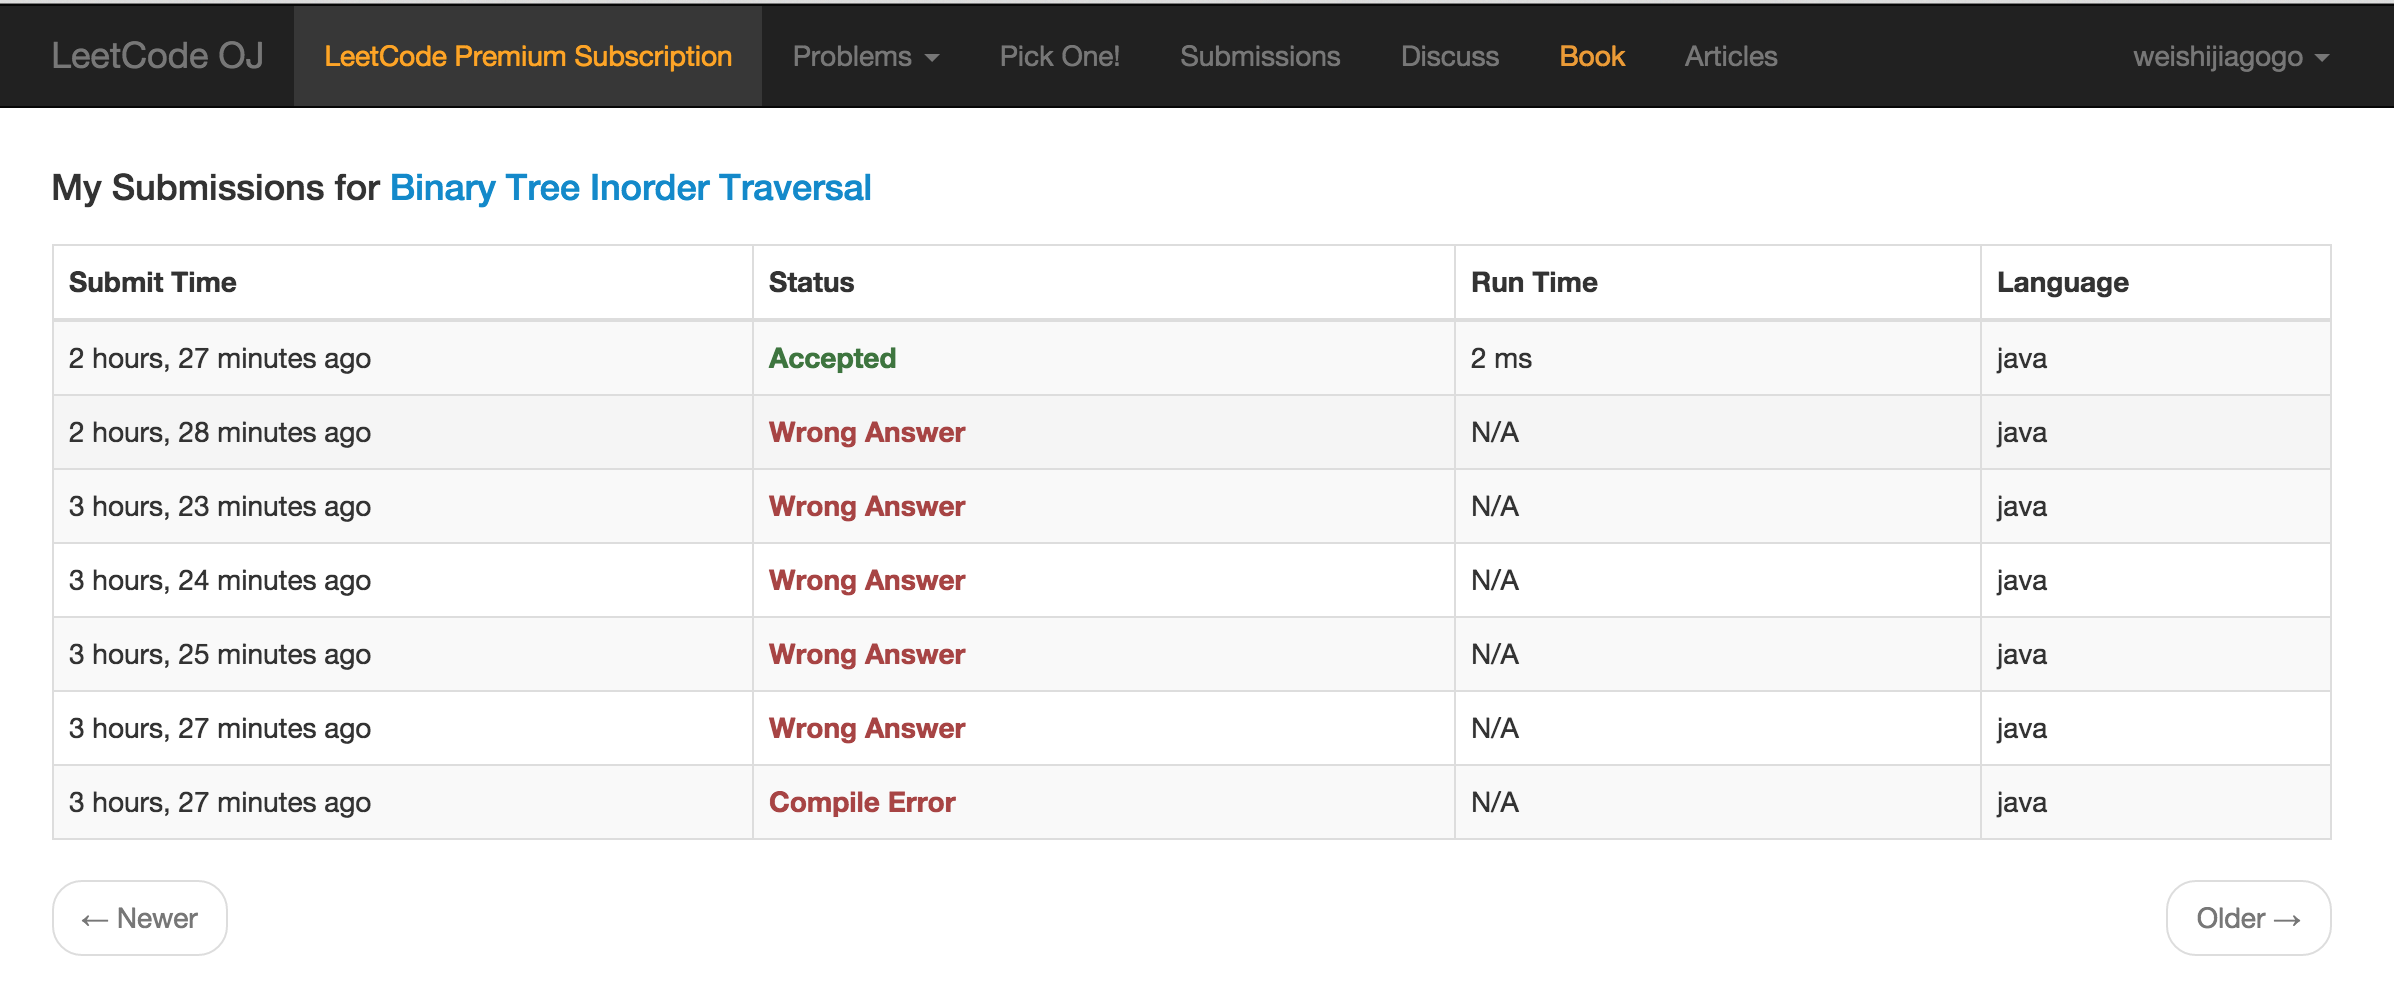 LeetCode OJ LeetCode Premium Subscription Problems Pick One! Submissions Discuss Book Articles weishijiagogo
My Submissions for Binary Tree Inorder Traversal
Submit Time Status Run Time Language
2 hours, 27 minutes ago Accepted 2 ms java
2 hours, 28 minutes ago Wrong Answer N/A java
3 hours, 23 minutes ago Wrong Answer N/A java
3 hours, 24 minutes ago Wrong Answer N/A java
3 hours, 25 minutes ago Wrong Answer N/A java
3 hours, 27 minutes ago Wrong Answer N/A java
3 hours, 27 minutes ago Compile Error N/A java
← Newer Older →